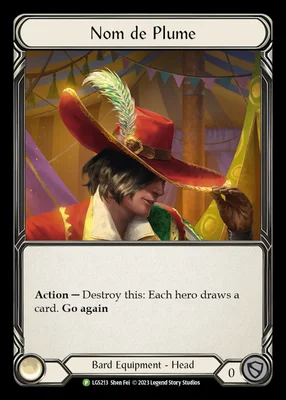 Nom de Plume
Action — Destroy this: Each hero draws a
card. Go again
Bard Equipment - Head
0
P LGS213 Shen Fei © 2023 Legend Story Studios